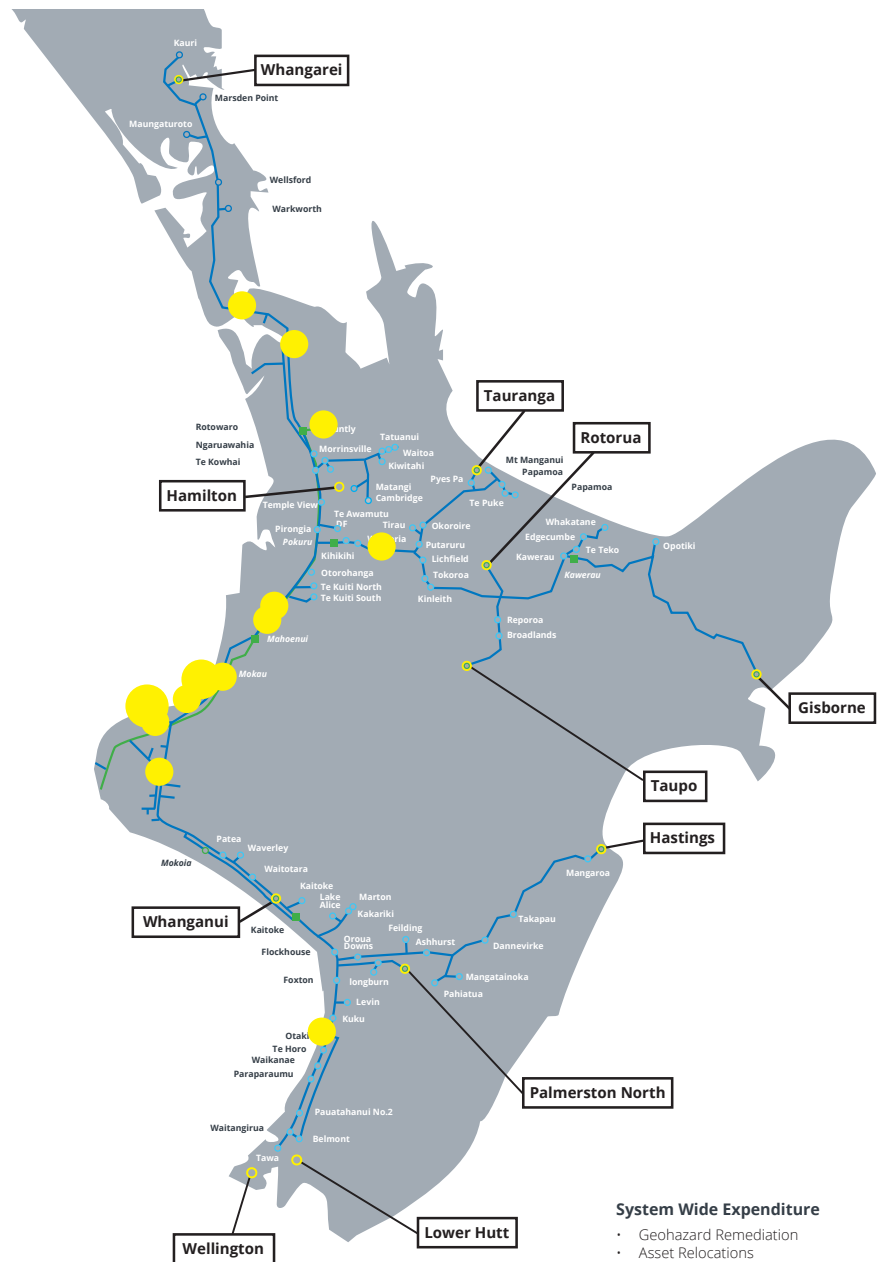 Kauri
Whangarei
Marsden Point
Maungaturoto
Wellsford
Warkworth
Tauranga
Rotorua
Rotowaro
Ngaruawahia
Te Kowhai
Morrinsville
Tatuanui
Waitoa
Kiwitahi
Mt Manganui
Papamoa
Pyes Pa
Papamoa
Te Puke
Hamilton
Matangi
Cambridge
Temple View
Te Awamutu
Pirongia
Tirau
Okoroire
Whakatane
Edgecumbe
Opotiki
Pokuru
Kihikihi
Putaruru
Te Teko
Kawerau
Lichfield
Kawerau
Otorohanga
Tokoroa
Te Kuiti North
Kinleith
Te Kuiti South
Reporoa
Broadlands
Mahoenui
Mokau
Gisborne
Taupo
Hastings
Patea
Waverley
Mokoia
Waitotara
Mangaroa
Kaitoke
Lake
Alice
Marton
Kakariki
Whanganui
Kaitoke
Takapau
Feilding
Oroua
Downs
Ashhurst
Dannevirke
Flockhouse
Foxton
longburn
Mangatainoka
Pahiatua
Levin
Kuku
Otaki
Te Horo
Waikanae
Paraparaumu
Palmerston North
Pauatahanui No.2
Waitangirua
Belmont
Tawa
Lower Hutt
Wellington
System Wide Expenditure
· Geohazard Remediation
· Asset Relocations